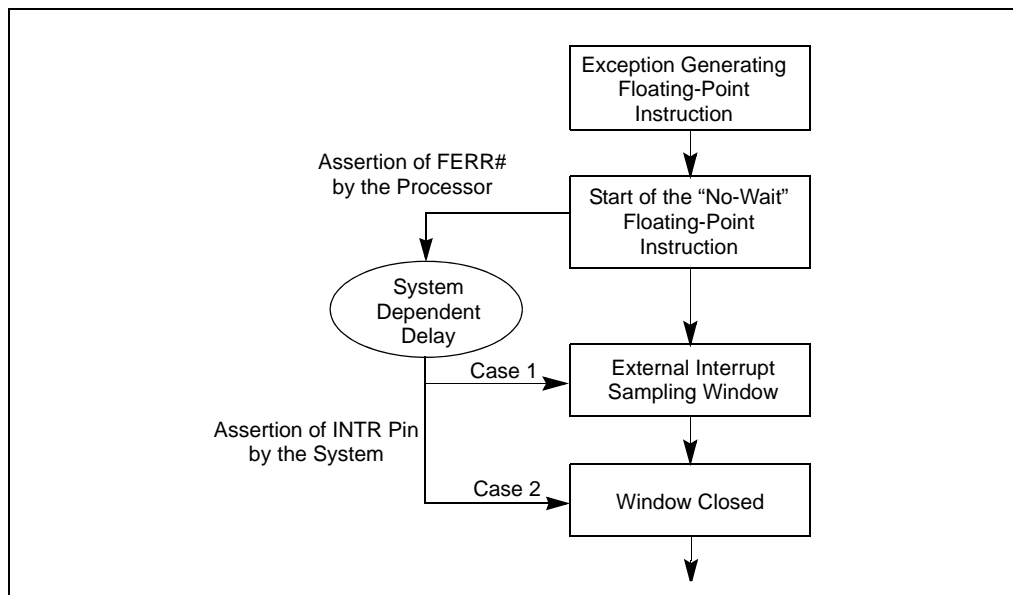 Exception Generating
Floating-Point
Instruction
Assertion of FERR#
by the Processor
Start of the “No-Wait”
Floating-Point
Instruction
System
Dependent
Delay
Case 1
External Interrupt
Sampling Window
Assertion of INTR Pin
by the System
Case 2
Window Closed